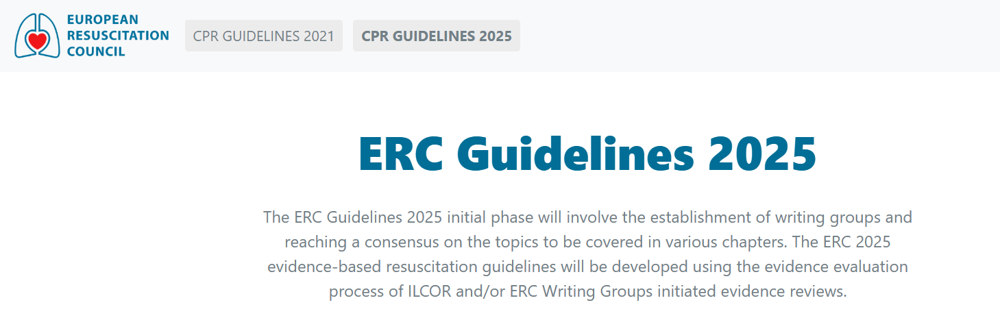 EUROPEAN
RESUSCITATION
COUNCIL
CPR GUIDELINES 2021
CPR GUIDELINES 2025
ERC Guidelines 2025
The ERC Guidelines 2025 initial phase will involve the establishment of writing groups and
reaching a consensus on the topics to be covered in various chapters. The ERC 2025
evidence-based resuscitation guidelines will be developed using the evidence evaluation
process of ILCOR and/or ERC Writing Groups initiated evidence reviews.